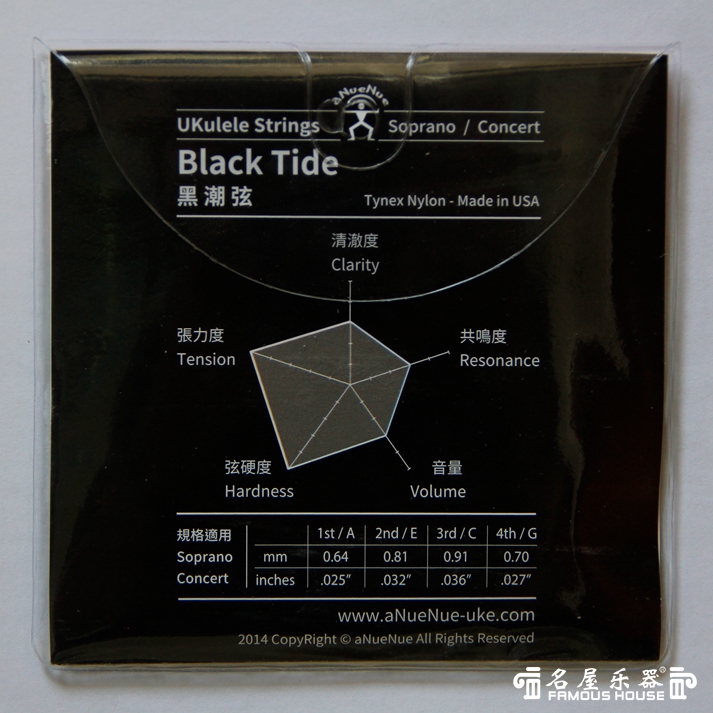 aNueNue
UKulele Strings Soprano / Concert
Black Tide
黑潮弦 Tynex Nylon - Made in USA
清澈度
Clarity
張力度 共鳴度
Tension Resonance
弦硬度 音量
Hardness Volume
規格適用 1st / A 2nd / E 3rd / C 4th / G
Soprano mm 0.64 0.81 0.91 0.70
Concert inches .025” .032” .036” .027”
www.aNueNue-uke.com
2014 CopyRight © aNueNue All Rights Reserved
名屋乐器®
FAMOUS HOUSE